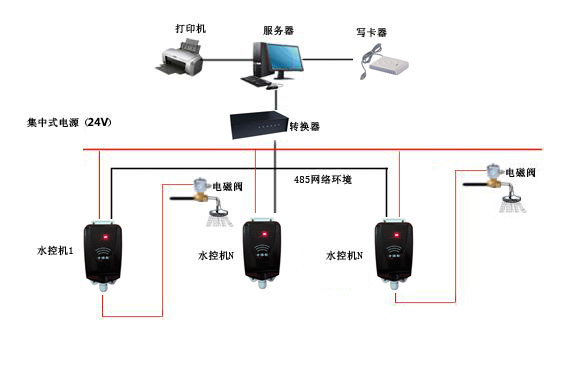 打印机
服务器
写卡器
集中式电源（24V）
转换器
485网络环境
电磁阀
电磁阀
水控机1
水控机N
水控机N